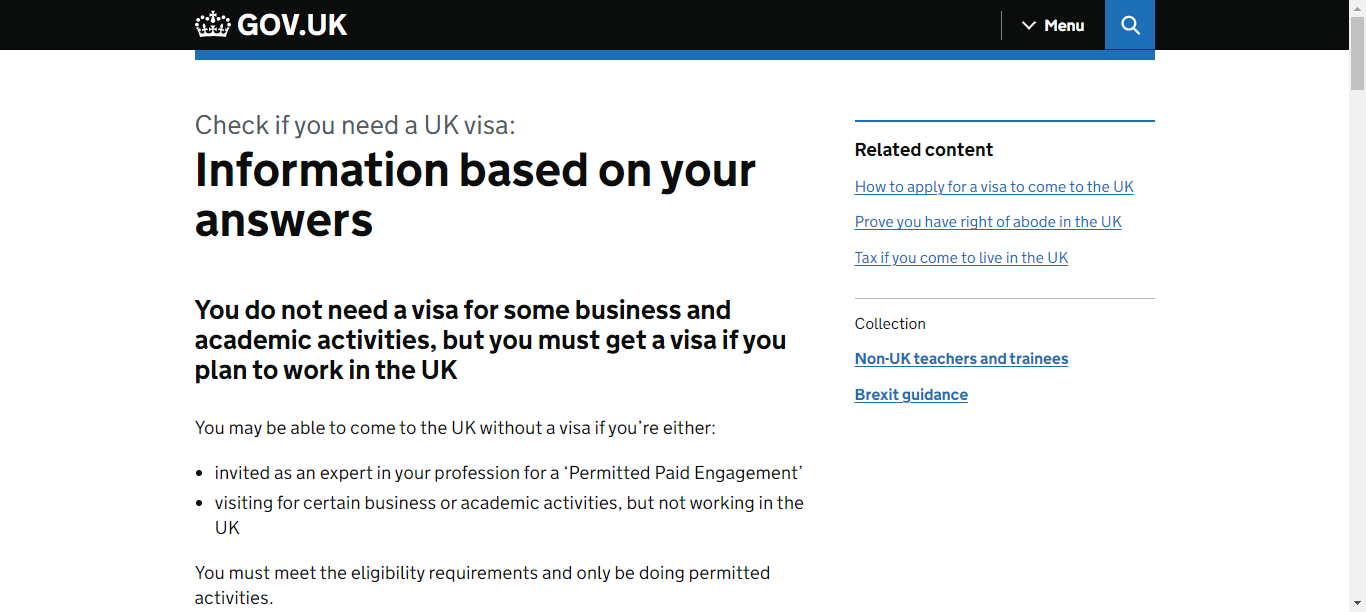 GOV.UK
Menu
Check if you need a UK visa:
Information based on your
answers
You do not need a visa for some business and
academic activities, but you must get a visa if you
plan to work in the UK
You may be able to come to the UK without a visa if you’re either:
• invited as an expert in your profession for a ‘Permitted Paid Engagement’
• visiting for certain business or academic activities, but not working in the
UK
You must meet the eligibility requirements and only be doing permitted
activities.
Related content
How to apply for a visa to come to the UK
Prove you have right of abode in the UK
Tax if you come to live in the UK
Collection
Non-UK teachers and trainees
Brexit guidance